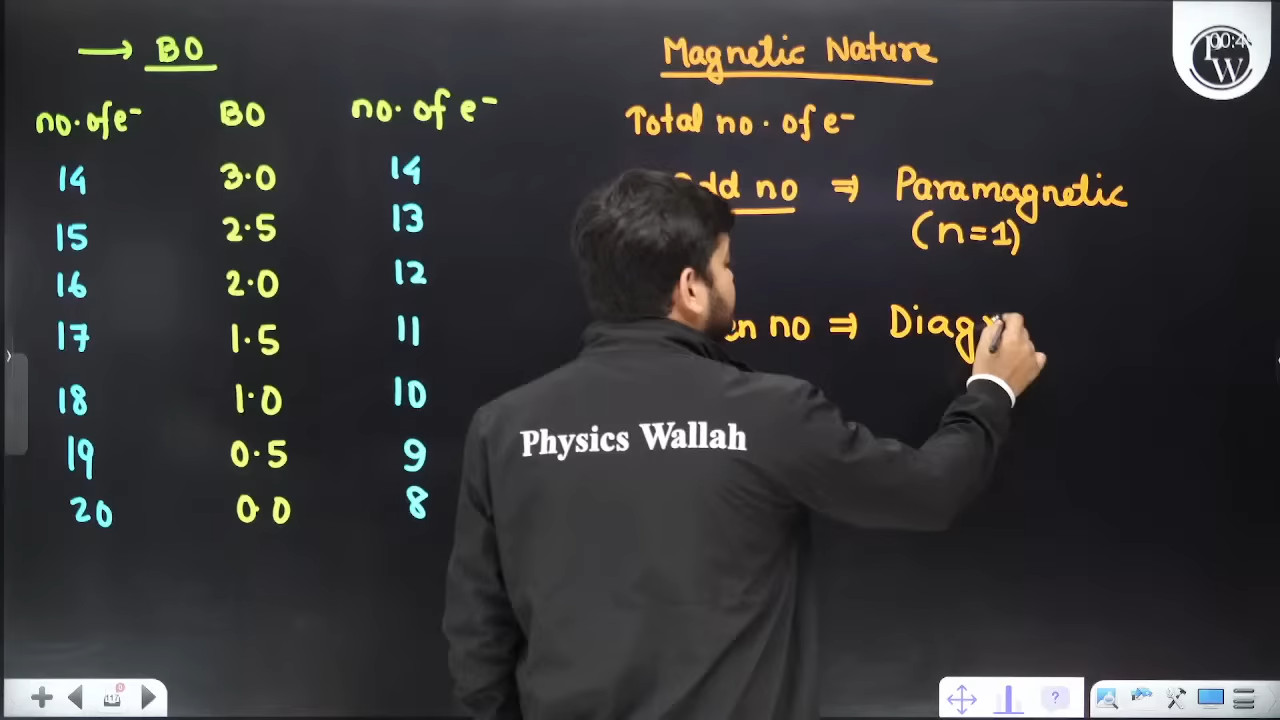 → BO
no. of e⁻ BO no. of e⁻
14 3.0 14
15 2.5 13
16 2.0 12
17 1.5 11
18 1.0 10
19 0.5 9
20 0.0 8
Magnetic Nature
Total no. of e⁻
dd no ⇒ Paramagnetic
(n=1)
en no ⇒ Diag
Physics Wallah
PW
117